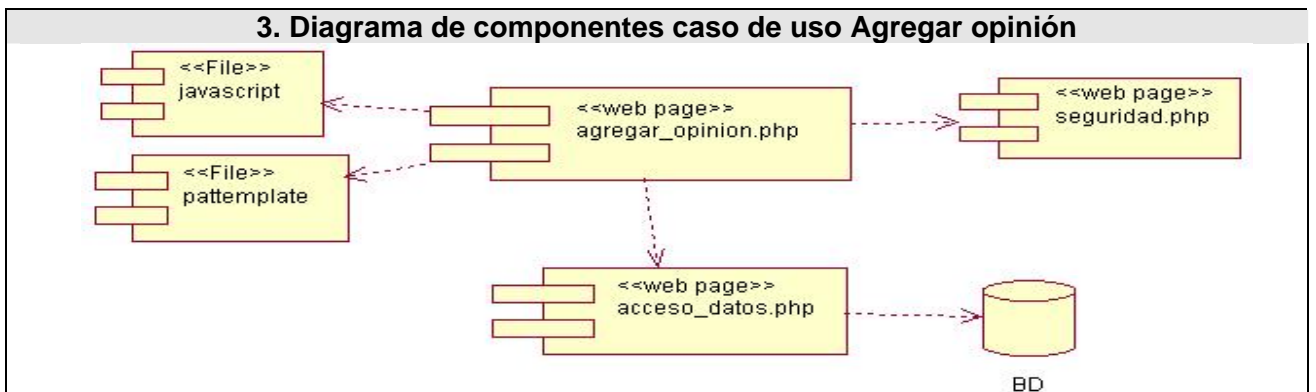 3. Diagrama de componentes caso de uso Agregar opinión
<<File>>
javascript
<<web page>>
agregar_opinion.php
<<web page>>
seguridad.php
<<File>>
pattemplate
<<web page>>
acceso_datos.php
BD